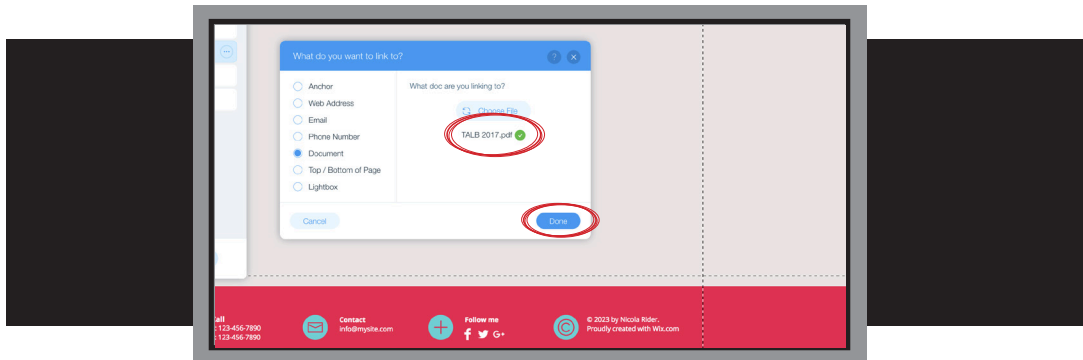 What do you want to link to?
?
Anchor
Web Address
Email
Phone Number
Document
Top / Bottom of Page
Lightbox
What doc are you linking to?
Choose File
TALB 2017.pdf
Cancel
Done
123-456-7890
123-456-7890
Contact
info@mysite.com
Follow me
f G+
©
© 2023 by Nicola Rider.
Proudly created with Wix.com